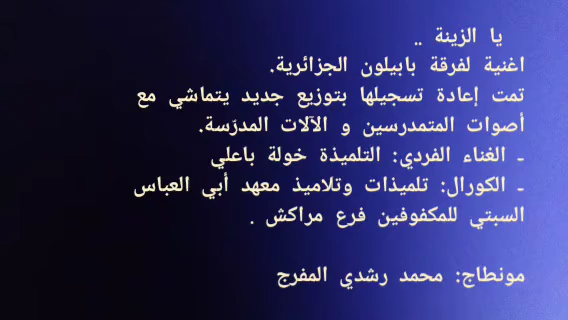 يا الزينة ..
اغنية لفرقة بابيلون الجزائرية.
تمت إعادة تسجيلها بتوزيع جديد يتماشي مع
أصوات المتمدرسين و الآلات المدرّسة.
- الغناء الفردي: التلميذة خولة باعلي
- الكورال: تلميذات وتلاميذ معهد أبي العباس
السبتي للمكفوفين فرع مراكش .
مونطاج: محمد رشدي المفرج